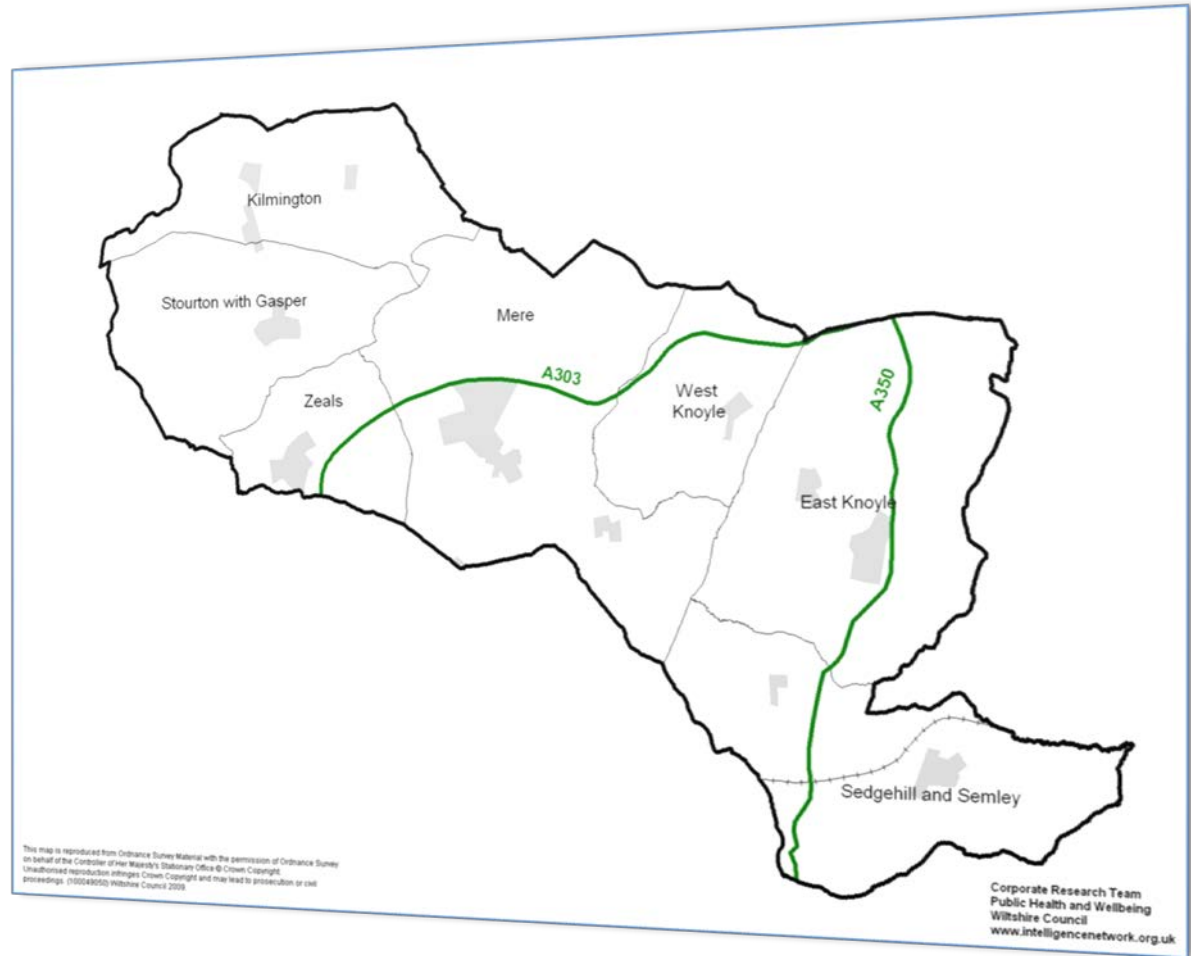 Kilmington
Stourton with Gasper
Mere
Zeals
A303
West
Knoyle
A350
East Knoyle
Sedgehill and Semley
This map is reproduced from Ordnance Survey Material with the permission of Ordnance Survey
on behalf of the Controller of Her Majesty's Stationary Office © Crown Copyright.
Unauthorised reproduction infringes Crown Copyright and may lead to prosecution or civil
proceedings. (100049050) Wiltshire Council 2009.
Corporate Research Team
Public Health and Wellbeing
Wiltshire Council
www.intelligencenetwork.org.uk